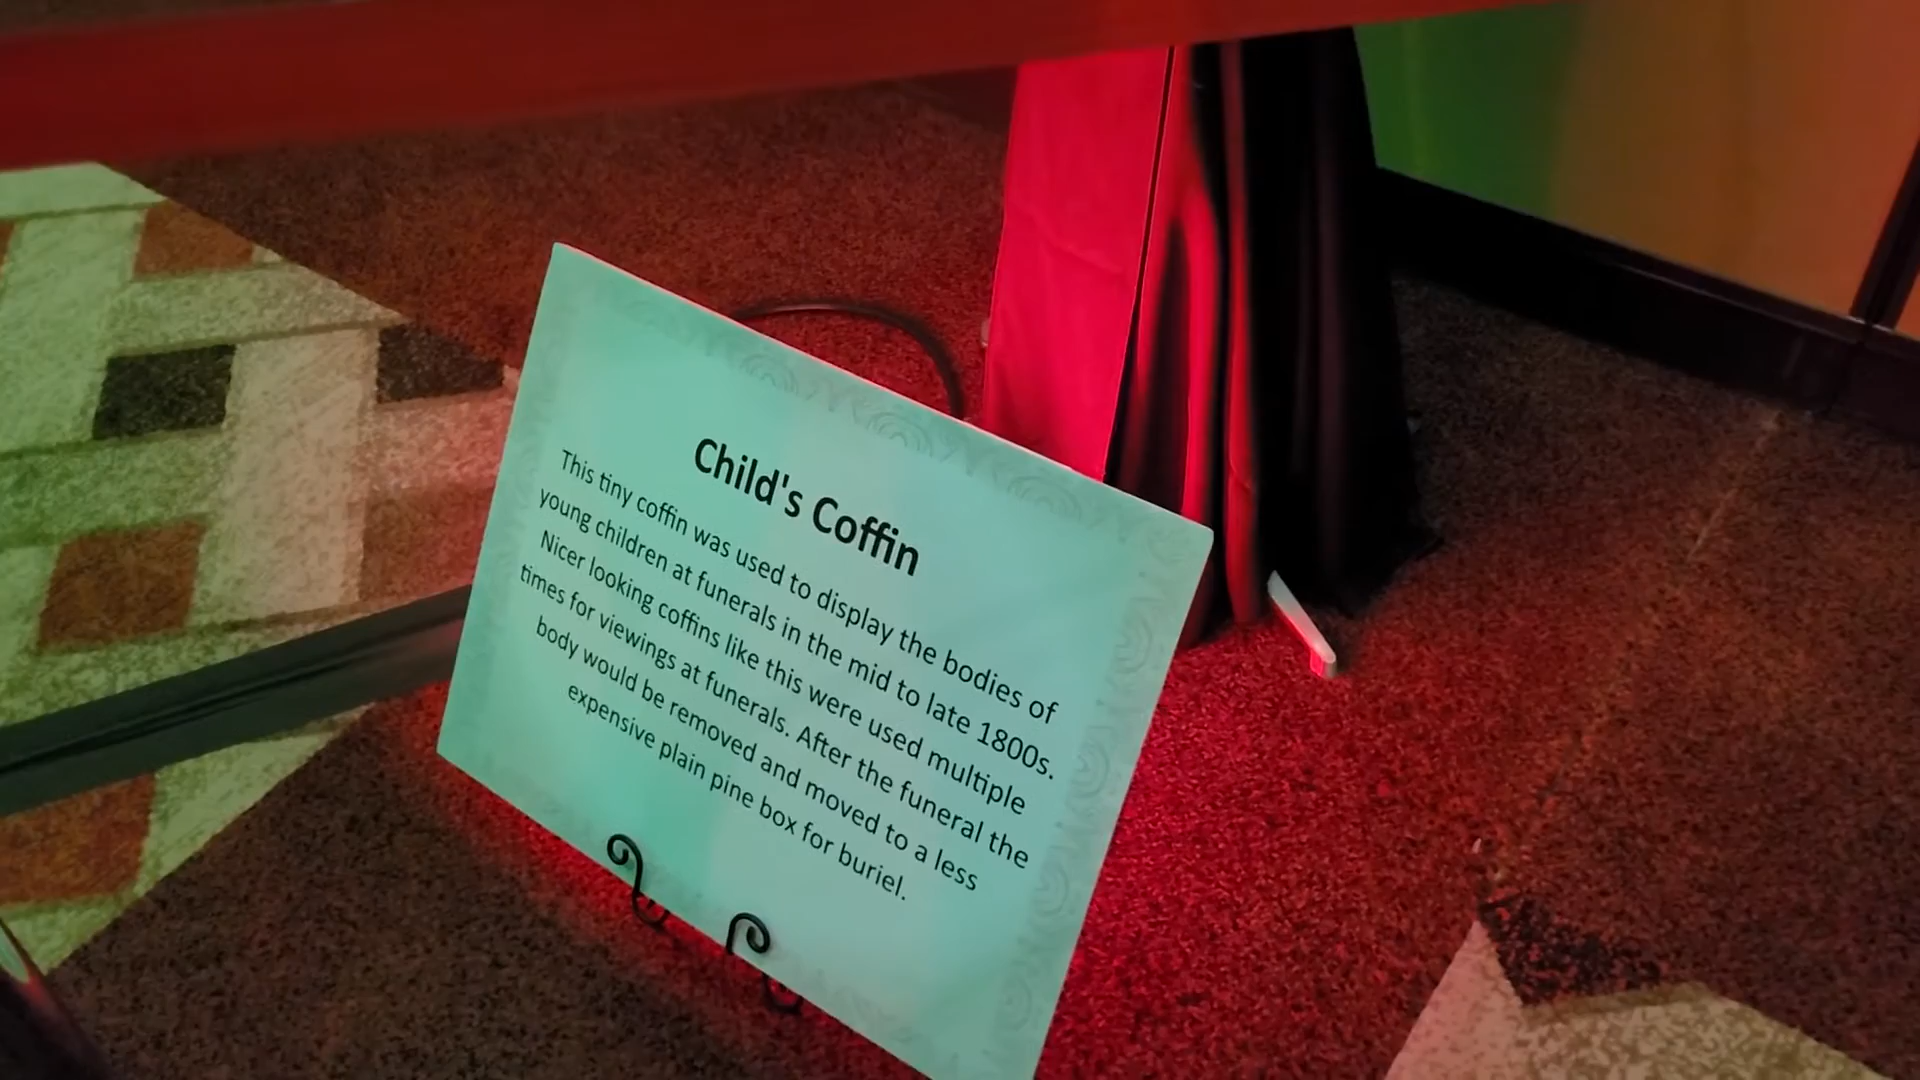 Child's Coffin
This tiny coffin was used to display the bodies of
young children at funerals in the mid to late 1800s.
Nicer looking coffins like this were used multiple
times for viewings at funerals. After the funeral the
body would be removed and moved to a less
expensive plain pine box for buriel.